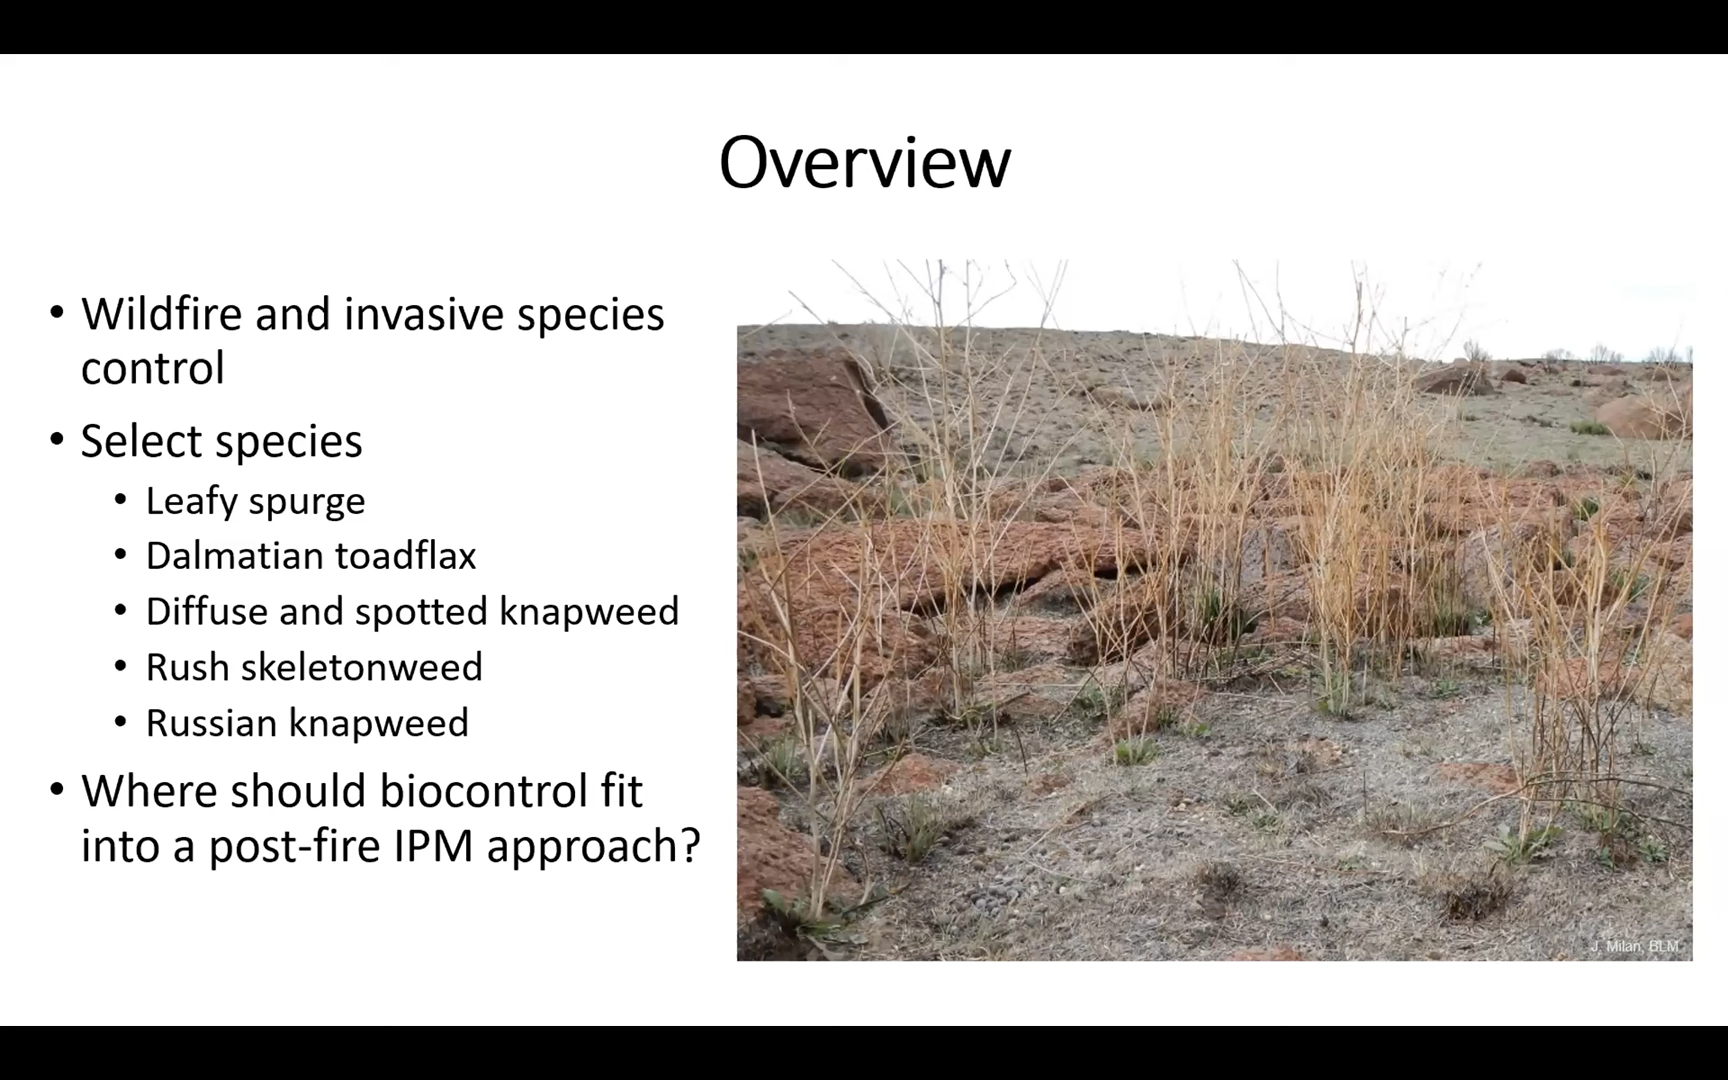 Overview
• Wildfire and invasive species
control
• Select species
• Leafy spurge
• Dalmatian toadflax
• Diffuse and spotted knapweed
• Rush skeletonweed
• Russian knapweed
• Where should biocontrol fit
into a post-fire IPM approach?
J. Milan, BLM